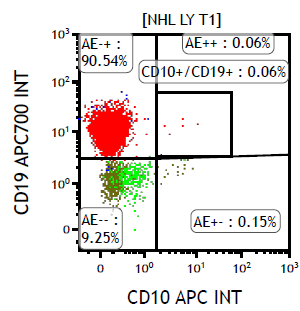 [NHL LY T1]
AE-+ :
90.54%
AE++ : 0.06%
CD10+/CD19+ : 0.06%
AE-- :
9.25%
AE+- : 0.15%
CD19 APC700 INT
10³
10²
10¹
10⁰
0
0 10⁰ 10¹ 10² 10³
CD10 APC INT